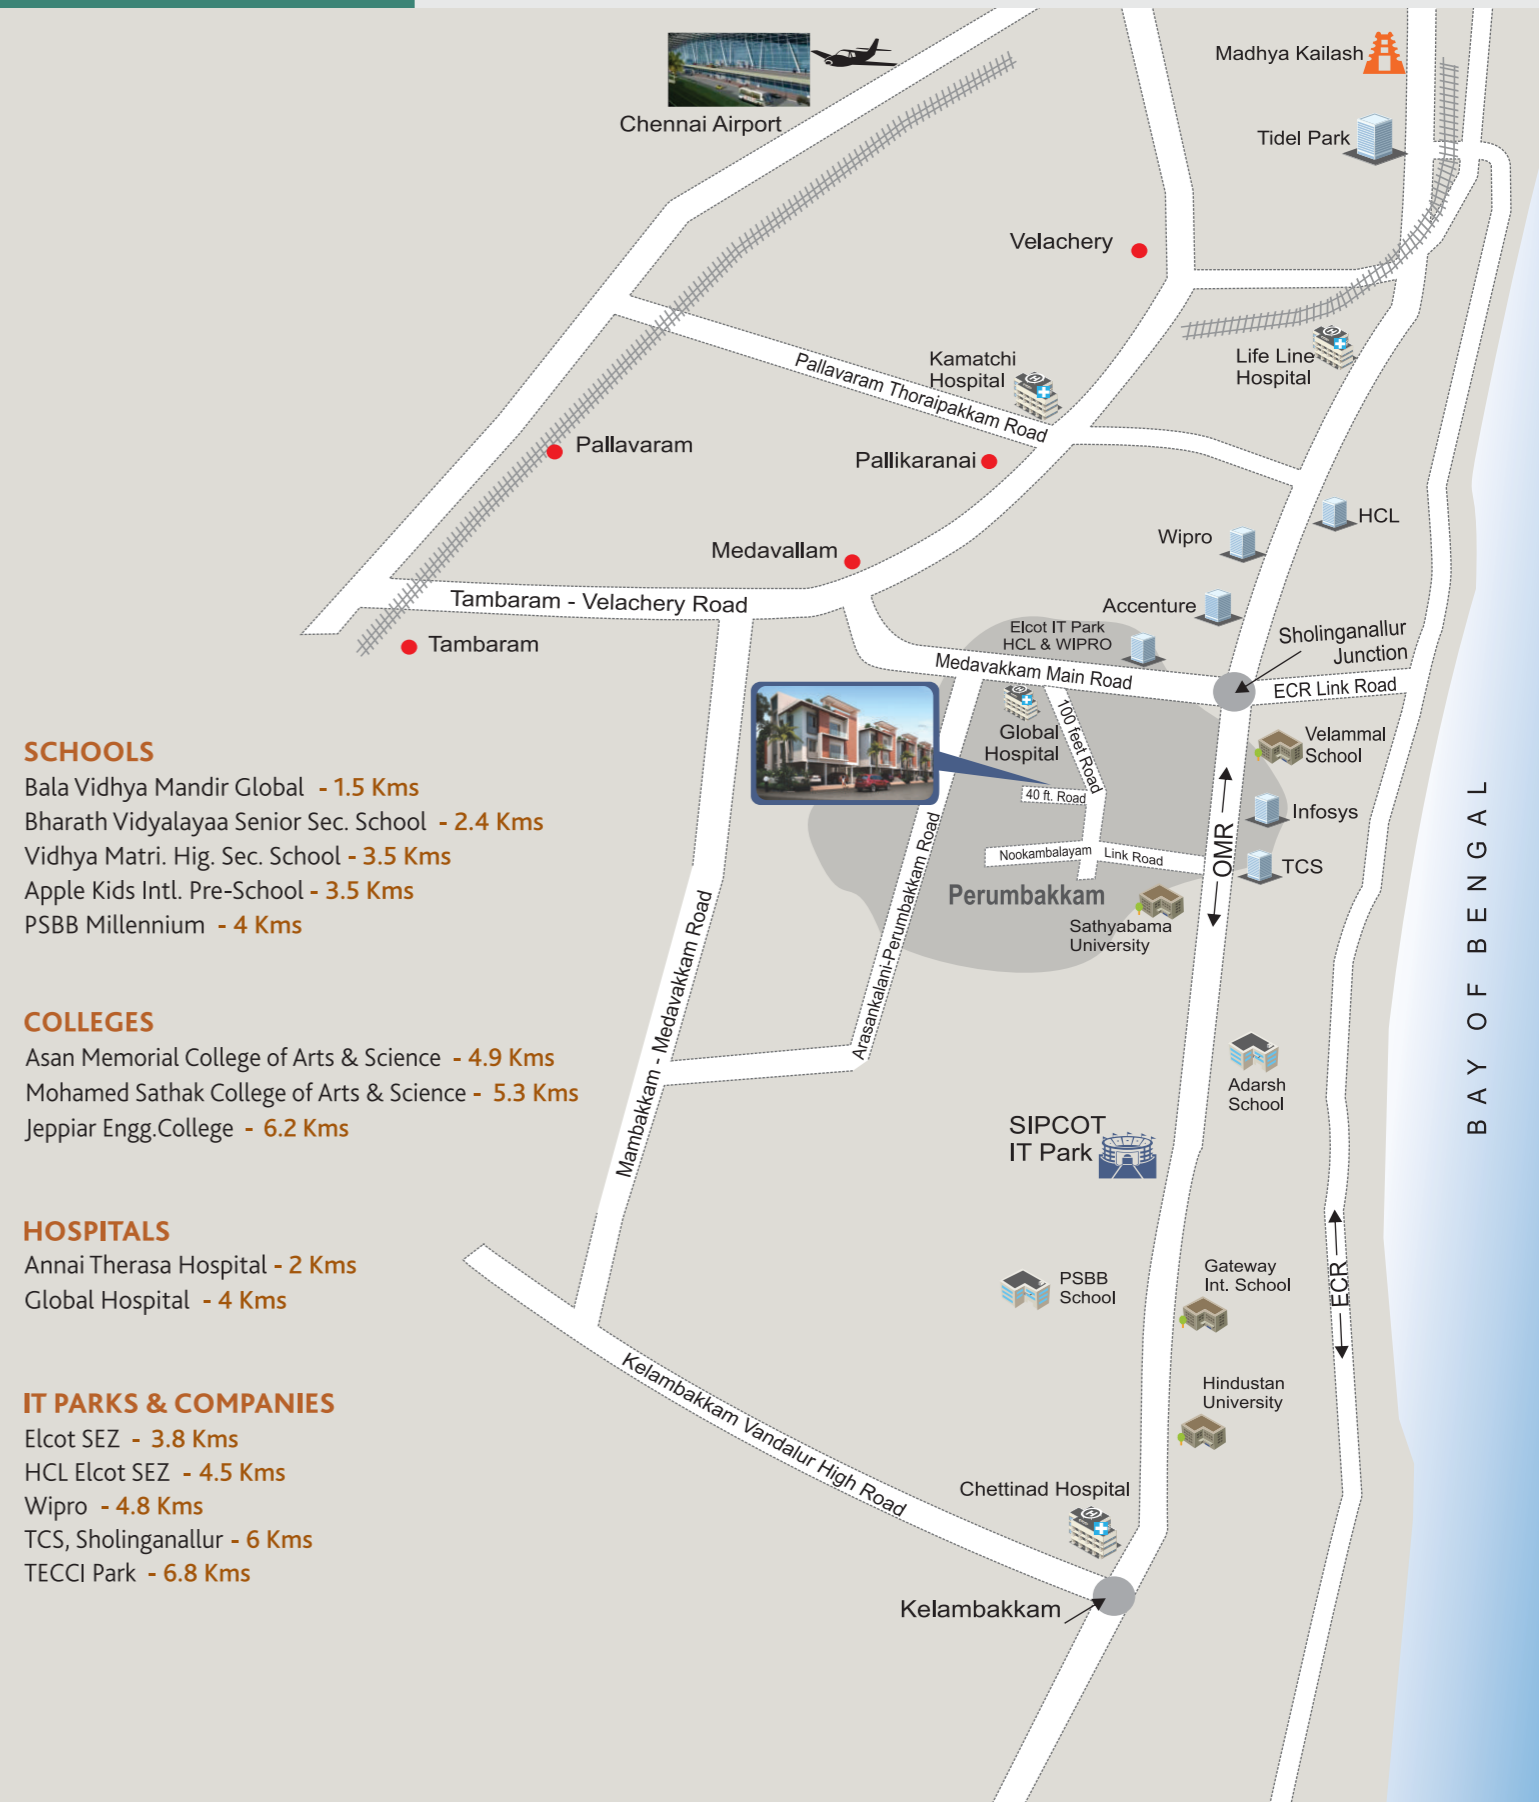 Madhya Kailash
Chennai Airport
Tidel Park
Velachery
Kamatchi
Hospital
Life Line
Hospital
Pallavaram Thoraipakkam Road
Pallavaram
Pallikaranai
HCL
Wipro
Medavallam
Tambaram - Velachery Road
Accenture
Elcot IT Park
HCL & WIPRO
Sholinganallur
Junction
Tambaram
Medavakkam Main Road
ECR Link Road
Global
Hospital
100 feet Road
Velammal
School
40 ft. Road
Infosys
OMR
Nookambalayam Link Road
TCS
Perumbakkam
Sathyabama
University
Arasankalani-Perumbakkam Road
Mambakkam - Medavakkam Road
BAY OF BENGAL
Adarsh
School
SIPCOT
IT Park
PSBB
School
Gateway
Int. School
ECR
Hindustan
University
Kelambakkam Vandalur High Road
Chettinad Hospital
Kelambakkam
SCHOOLS
Bala Vidhya Mandir Global - 1.5 Kms
Bharath Vidyalayaa Senior Sec. School - 2.4 Kms
Vidhya Matri. Hig. Sec. School - 3.5 Kms
Apple Kids Intl. Pre-School - 3.5 Kms
PSBB Millennium - 4 Kms
COLLEGES
Asan Memorial College of Arts & Science - 4.9 Kms
Mohamed Sathak College of Arts & Science - 5.3 Kms
Jeppiar Engg.College - 6.2 Kms
HOSPITALS
Annai Therasa Hospital - 2 Kms
Global Hospital - 4 Kms
IT PARKS & COMPANIES
Elcot SEZ - 3.8 Kms
HCL Elcot SEZ - 4.5 Kms
Wipro - 4.8 Kms
TCS, Sholinganallur - 6 Kms
TECCI Park - 6.8 Kms